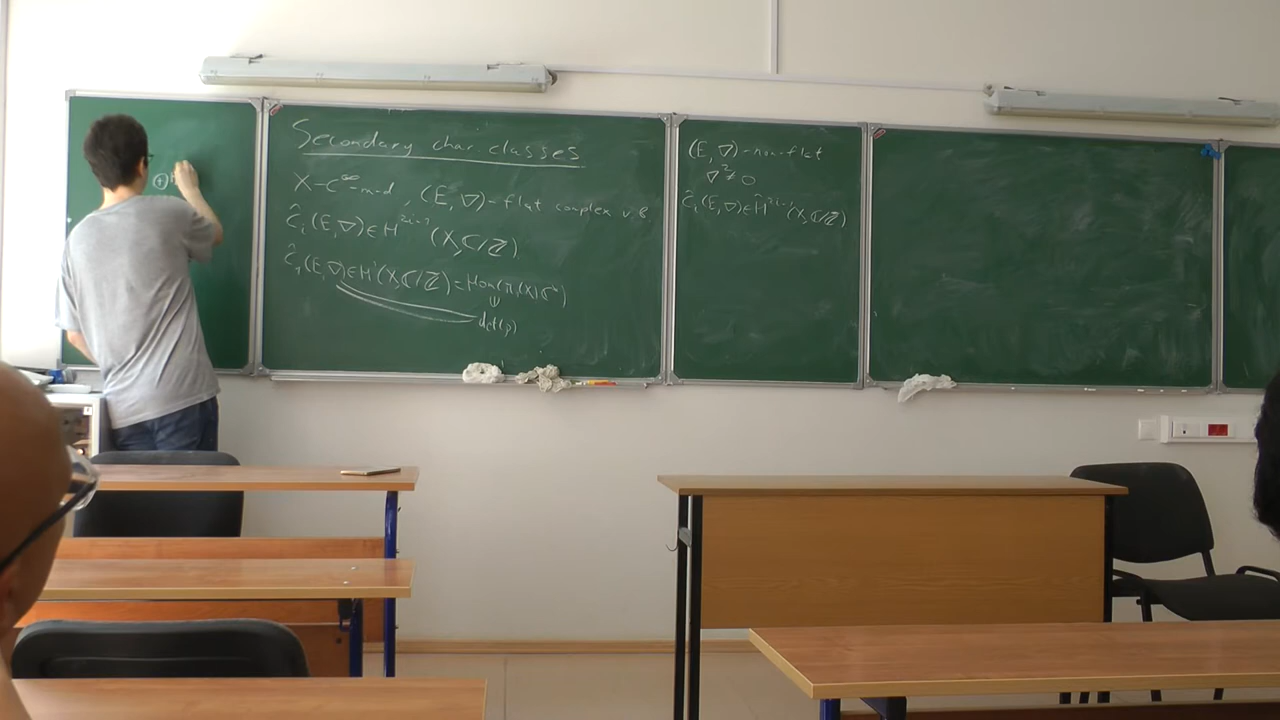 ⊕H
Secondary char. classes
X - C^∞ - m-d, (E, ∇) - flat complex v.b
ĉ_i(E,∇) ∈ H^{2i-1}(X, ℂ/ℤ)
ĉ_1(E,∇) ∈ H^1(X, ℂ/ℤ) = Hom(π_1(X), ℂ^*)
ψ
det(ρ)
(E, ∇) - non-flat
∇^2 ≠ 0
ĉ_i(E,∇) ∈ Ĥ^{2i-1}(X, ℂ/ℤ)